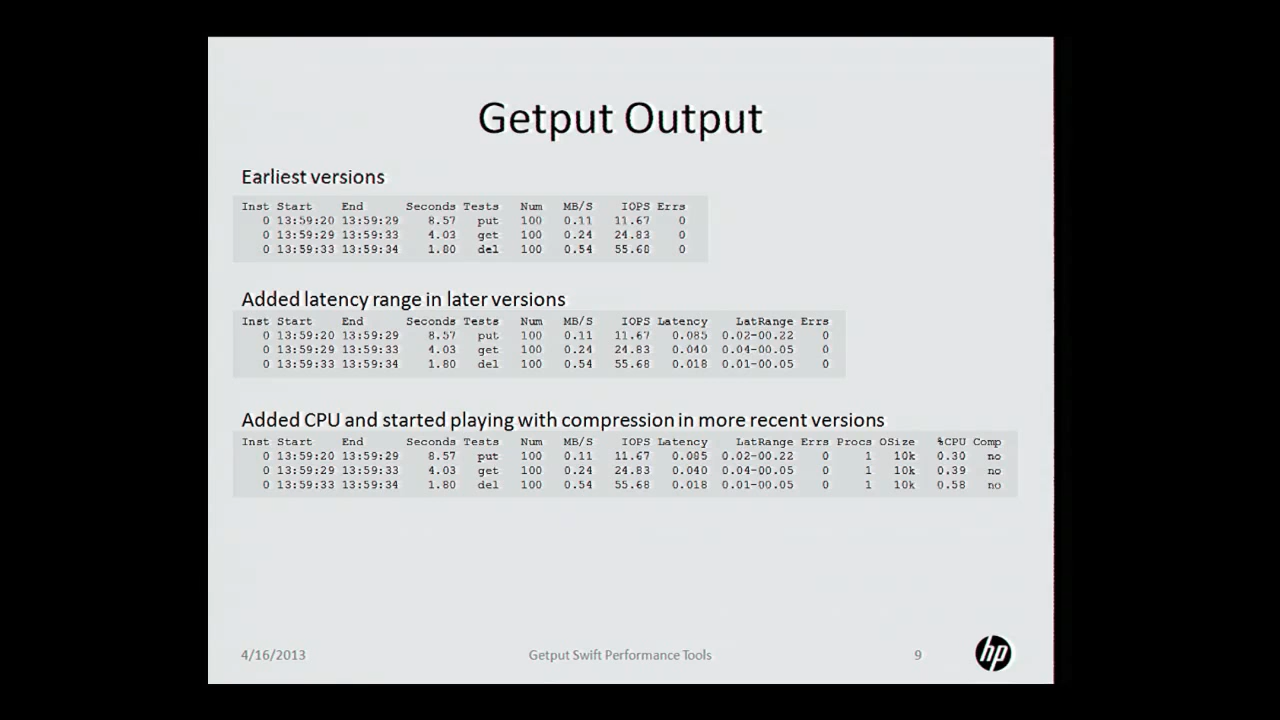 Getput Output
Earliest versions
Inst Start End Seconds Tests Num MB/S IOPS Errs
0 13:59:20 13:59:29 8.57 put 100 0.11 11.67 0
0 13:59:29 13:59:33 4.03 get 100 0.24 24.83 0
0 13:59:33 13:59:34 1.80 del 100 0.54 55.68 0
Added latency range in later versions
Inst Start End Seconds Tests Num MB/S IOPS Latency LatRange Errs
0 13:59:20 13:59:29 8.57 put 100 0.11 11.67 0.085 0.02-00.22 0
0 13:59:29 13:59:33 4.03 get 100 0.24 24.83 0.040 0.04-00.05 0
0 13:59:33 13:59:34 1.80 del 100 0.54 55.68 0.018 0.01-00.05 0
Added CPU and started playing with compression in more recent versions
Inst Start End Seconds Tests Num MB/S IOPS Latency LatRange Errs Procs OSize %CPU Comp
0 13:59:20 13:59:29 8.57 put 100 0.11 11.67 0.085 0.02-00.22 0 1 10k 0.30 no
0 13:59:29 13:59:33 4.03 get 100 0.24 24.83 0.040 0.04-00.05 0 1 10k 0.39 no
0 13:59:33 13:59:34 1.80 del 100 0.54 55.68 0.018 0.01-00.05 0 1 10k 0.58 no
4/16/2013 Getput Swift Performance Tools 9 hp